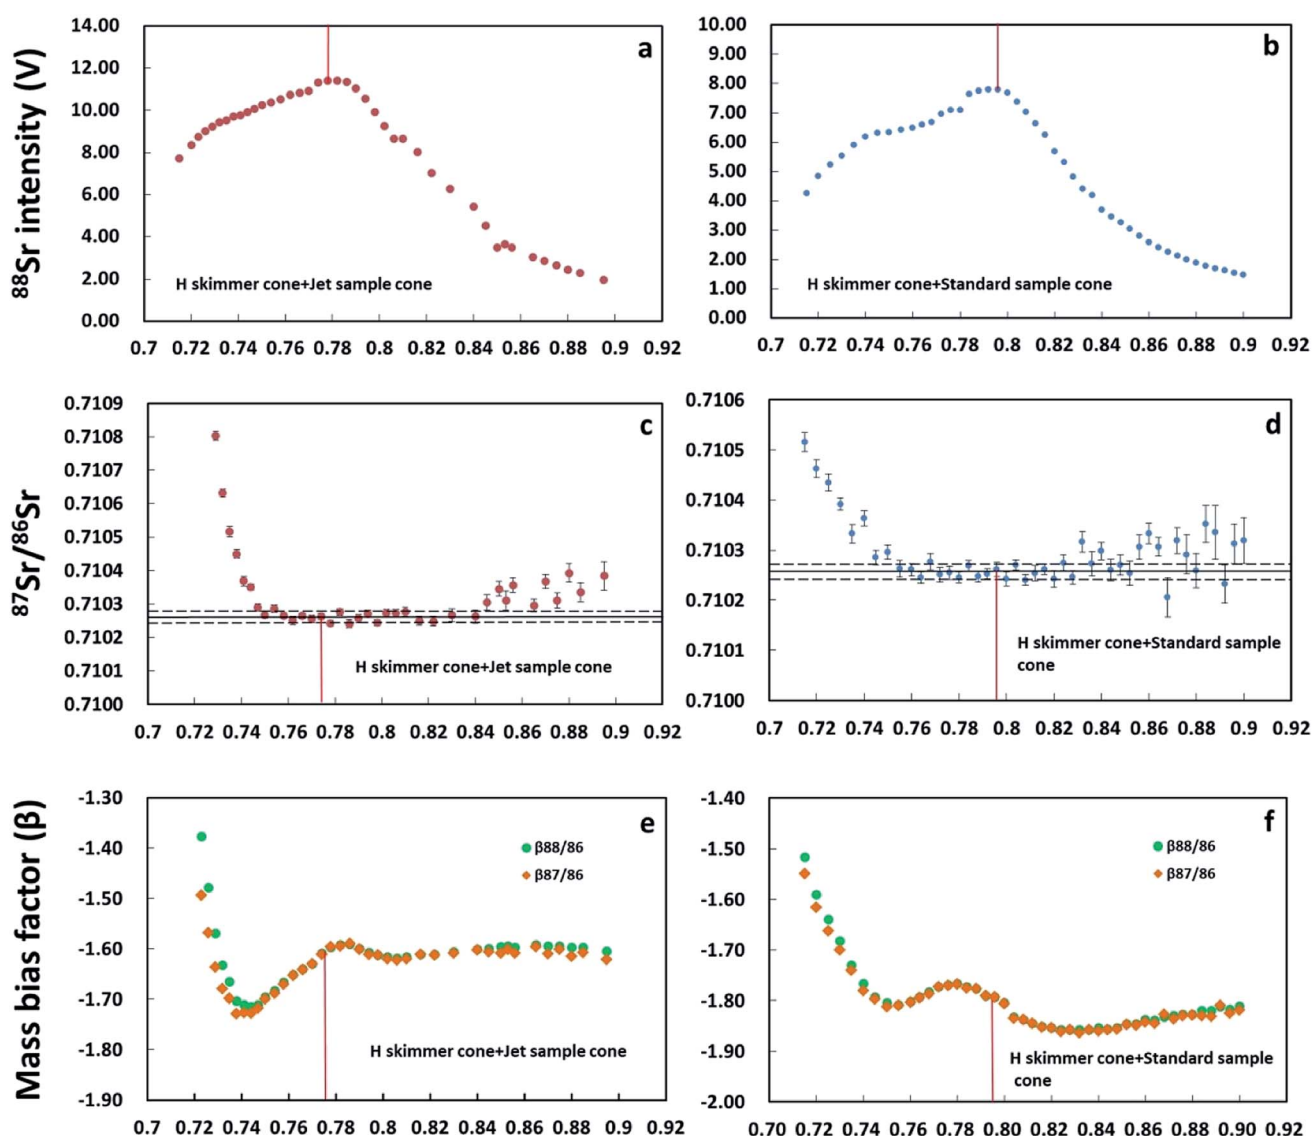 ⁸⁸Sr intensity (V)
14.00
12.00
10.00
8.00
6.00
4.00
2.00
0.00
a
H skimmer cone+Jet sample cone
0.7 0.72 0.74 0.76 0.78 0.8 0.82 0.84 0.86 0.88 0.9 0.92
10.00
9.00
8.00
7.00
6.00
5.00
4.00
3.00
2.00
1.00
0.00
b
H skimmer cone+Standard sample cone
0.7 0.72 0.74 0.76 0.78 0.8 0.82 0.84 0.86 0.88 0.9 0.92
⁸⁷Sr/⁸⁶Sr
0.7109
0.7108
0.7107
0.7106
0.7105
0.7104
0.7103
0.7102
0.7101
0.7100
c
H skimmer cone+Jet sample cone
0.7 0.72 0.74 0.76 0.78 0.8 0.82 0.84 0.86 0.88 0.9 0.92
0.7106
0.7105
0.7104
0.7103
0.7102
0.7101
0.7100
d
H skimmer cone+Standard sample
cone
0.7 0.72 0.74 0.76 0.78 0.8 0.82 0.84 0.86 0.88 0.9 0.92
Mass bias factor (β)
-1.30
-1.40
-1.50
-1.60
-1.70
-1.80
-1.90
e
β88/86
β87/86
H skimmer cone+Jet sample cone
0.7 0.72 0.74 0.76 0.78 0.8 0.82 0.84 0.86 0.88 0.9 0.92
-1.40
-1.50
-1.60
-1.70
-1.80
-1.90
-2.00
f
β88/86
β87/86
H skimmer cone+Standard sample
cone
0.70 0.72 0.74 0.76 0.78 0.80 0.82 0.84 0.86 0.88 0.90 0.92